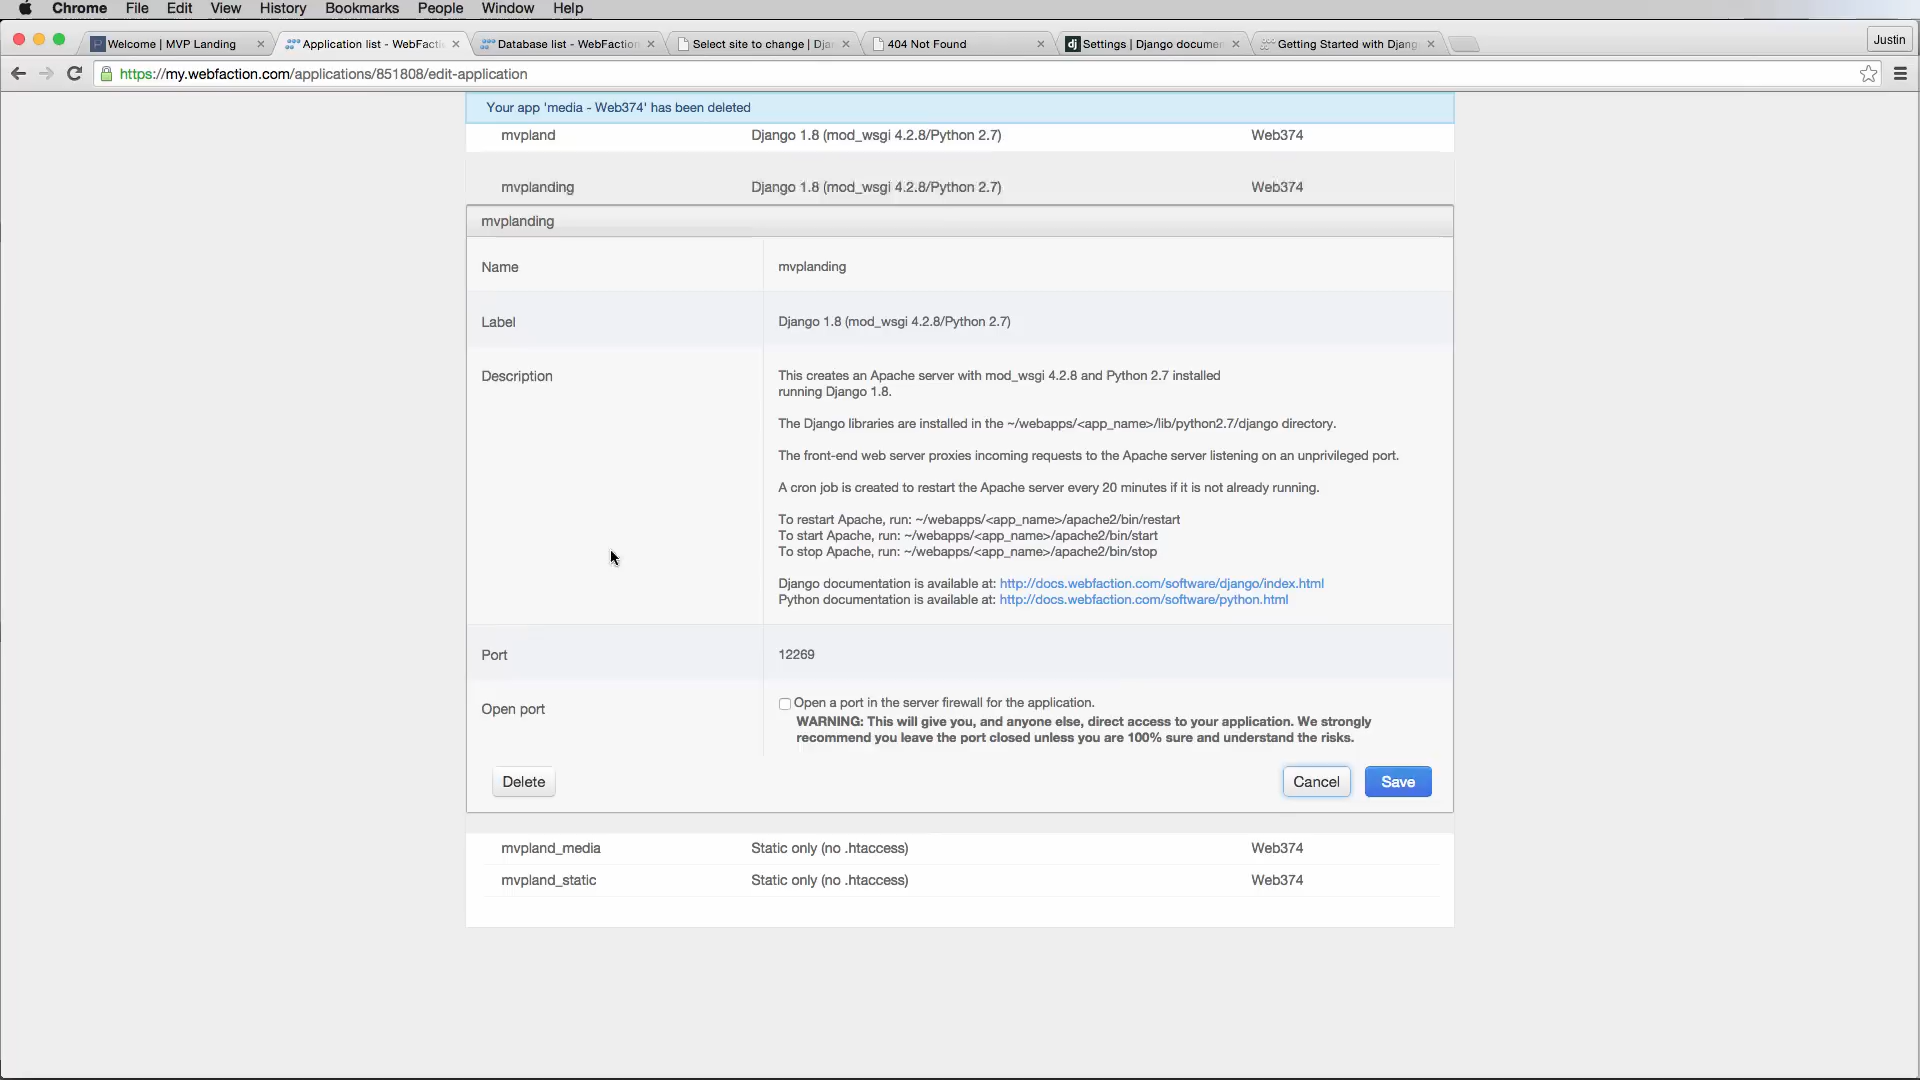 Chrome File Edit View History Bookmarks People Window Help
Welcome | MVP Landing
Application list - WebFacti
Database list - WebFaction
Select site to change | Dja
404 Not Found
Settings | Django documen
Getting Started with Djang
Justin
https://my.webfaction.com/applications/851808/edit-application
Your app 'media - Web374' has been deleted
mvpland Django 1.8 (mod_wsgi 4.2.8/Python 2.7) Web374
mvplanding Django 1.8 (mod_wsgi 4.2.8/Python 2.7) Web374
mvplanding
Name mvplanding
Label Django 1.8 (mod_wsgi 4.2.8/Python 2.7)
Description
This creates an Apache server with mod_wsgi 4.2.8 and Python 2.7 installed
running Django 1.8.
The Django libraries are installed in the ~/webapps/<app_name>/lib/python2.7/django directory.
The front-end web server proxies incoming requests to the Apache server listening on an unprivileged port.
A cron job is created to restart the Apache server every 20 minutes if it is not already running.
To restart Apache, run: ~/webapps/<app_name>/apache2/bin/restart
To start Apache, run: ~/webapps/<app_name>/apache2/bin/start
To stop Apache, run: ~/webapps/<app_name>/apache2/bin/stop
Django documentation is available at: http://docs.webfaction.com/software/django/index.html
Python documentation is available at: http://docs.webfaction.com/software/python.html
Port 12269
Open port
Open a port in the server firewall for the application.
WARNING: This will give you, and anyone else, direct access to your application. We strongly
recommend you leave the port closed unless you are 100% sure and understand the risks.
Delete Cancel Save
mvpland_media Static only (no .htaccess) Web374
mvpland_static Static only (no .htaccess) Web374